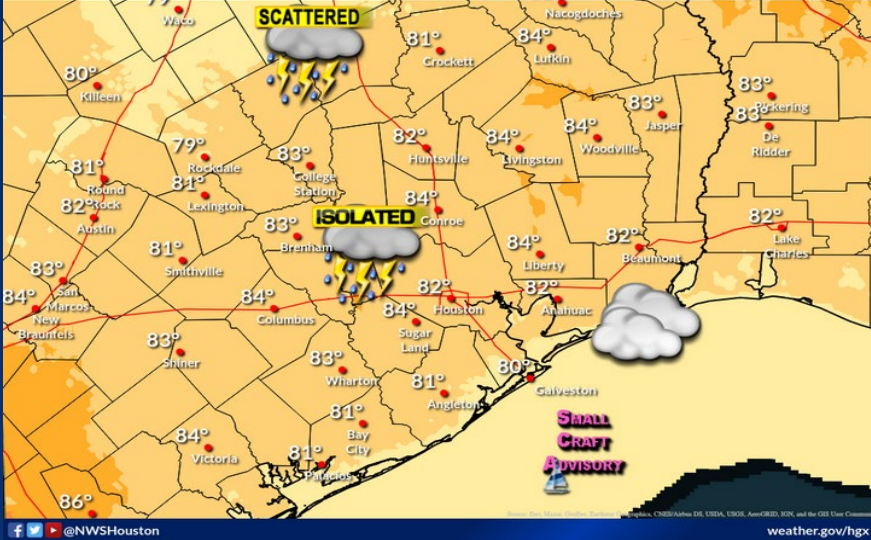 Waco
SCATTERED
Nacogdoches
81°
Crockett
84°
Lufkin
80°
Killeen
83°
Pickering
83°
Jasper
83°
De
Ridder
79°
Rockdale
83°
College
Station
82°
Huntsville
84°
Livingston
84°
Woodville
81°
Round
Rock
81°
Lexington
82°
Austin
84°
Conroe
ISOLATED
83°
Brenham
82°
Lake
Charles
81°
Smithville
84°
Liberty
82°
Beaumont
83°
San
Marcos
84°
New
Braunfels
84°
Columbus
82°
Houston
82°
Anahuac
84°
Sugar
Land
83°
Shiner
83°
Wharton
80°
Galveston
81°
Angleton
81°
Bay
City
SMALL
CRAFT
ADVISORY
84°
Victoria
81°
Palacios
86°
@NWSHouston
weather.gov/hgx